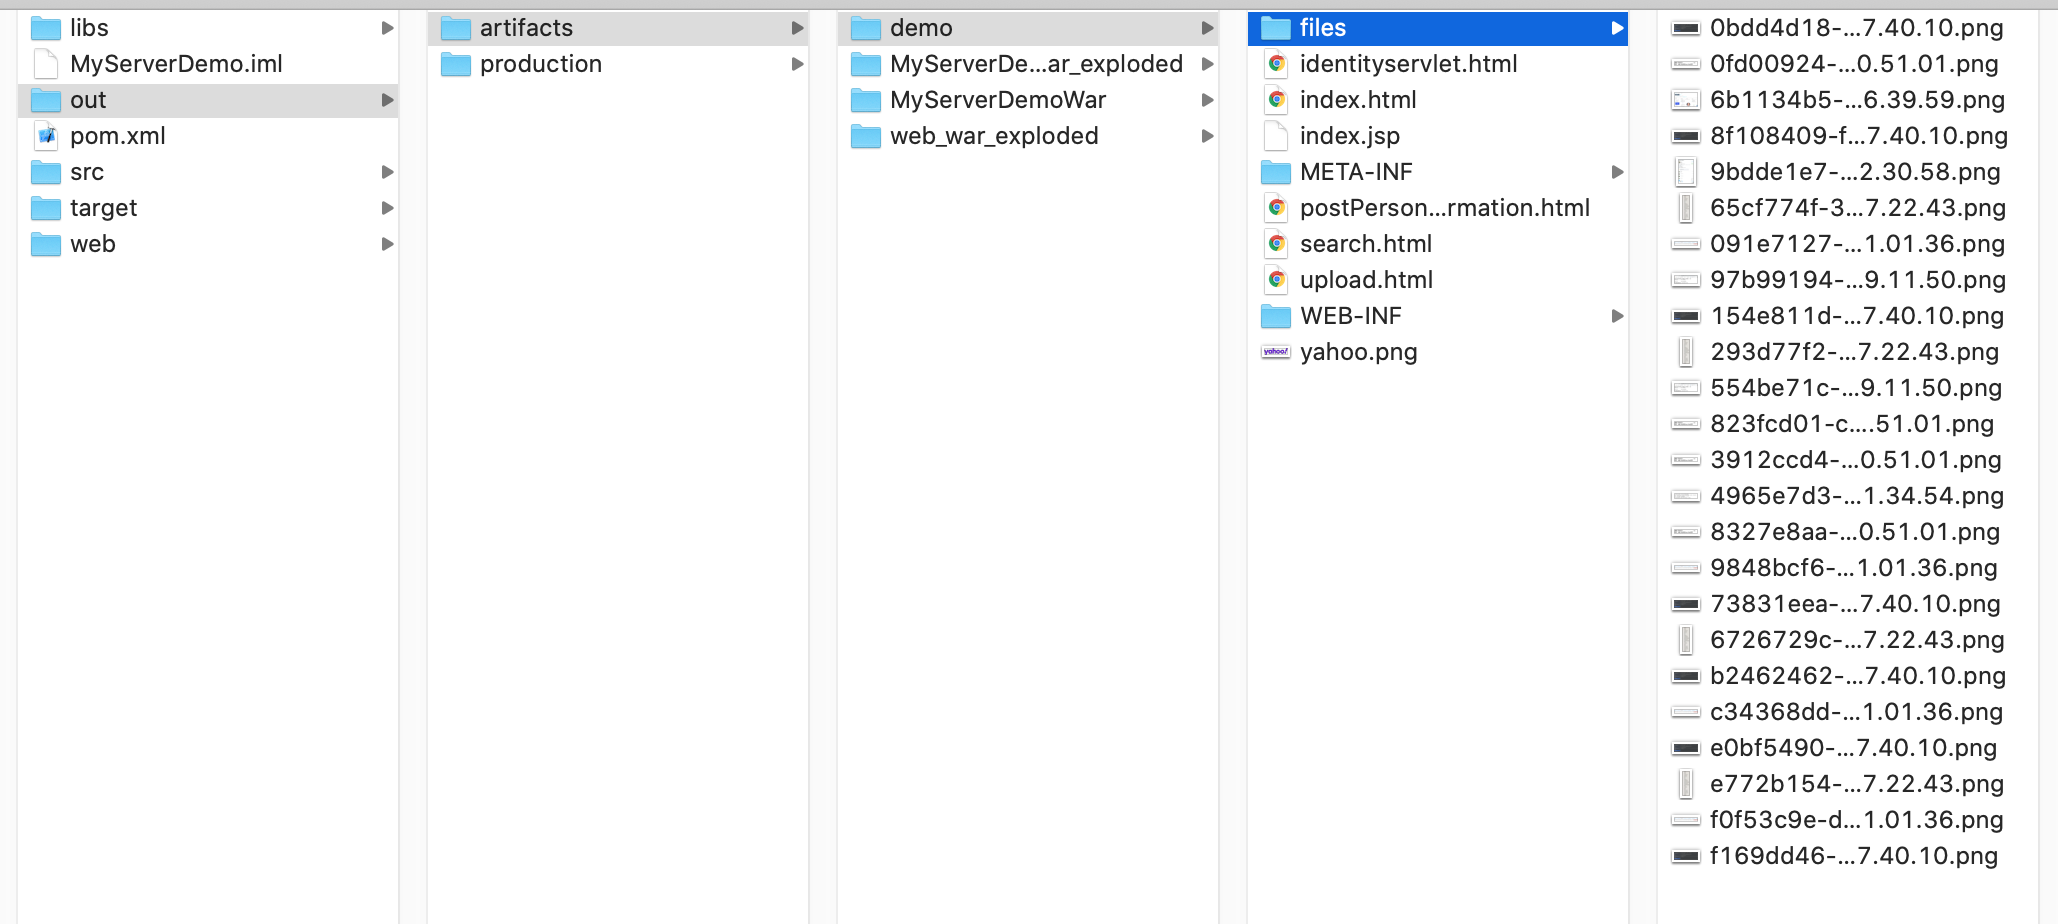 libs
MyServerDemo.iml
out
pom.xml
src
target
web
artifacts
production
demo
MyServerDe...ar_exploded
MyServerDemoWar
web_war_exploded
files
identityservlet.html
index.html
index.jsp
META-INF
postPerson...rmation.html
search.html
upload.html
WEB-INF
yahoo!
yahoo.png
0bdd4d18-...7.40.10.png
0fd00924-...0.51.01.png
6b1134b5-...6.39.59.png
8f108409-f...7.40.10.png
9bdde1e7-...2.30.58.png
65cf774f-3...7.22.43.png
091e7127-...1.01.36.png
97b99194-...9.11.50.png
154e811d-...7.40.10.png
293d77f2-...7.22.43.png
554be71c-...9.11.50.png
823fcd01-c....51.01.png
3912ccd4-...0.51.01.png
4965e7d3-...1.34.54.png
8327e8aa-...0.51.01.png
9848bcf6-...1.01.36.png
73831eea-...7.40.10.png
6726729c-...7.22.43.png
b2462462-...7.40.10.png
c34368dd-...1.01.36.png
e0bf5490-...7.40.10.png
e772b154-...7.22.43.png
f0f53c9e-d...1.01.36.png
f169dd46-...7.40.10.png